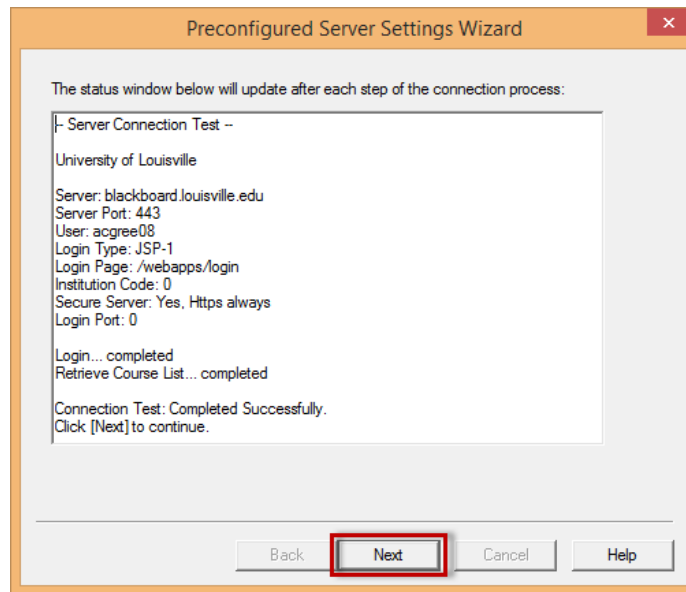 Preconfigured Server Settings Wizard
The status window below will update after each step of the connection process:
-- Server Connection Test --
University of Louisville
Server: blackboard.louisville.edu
Server Port: 443
User: acgree08
Login Type: JSP-1
Login Page: /webapps/login
Institution Code: 0
Secure Server: Yes, Https always
Login Port: 0
Login... completed
Retrieve Course List... completed
Connection Test: Completed Successfully.
Click [Next] to continue.
Back Next Cancel Help